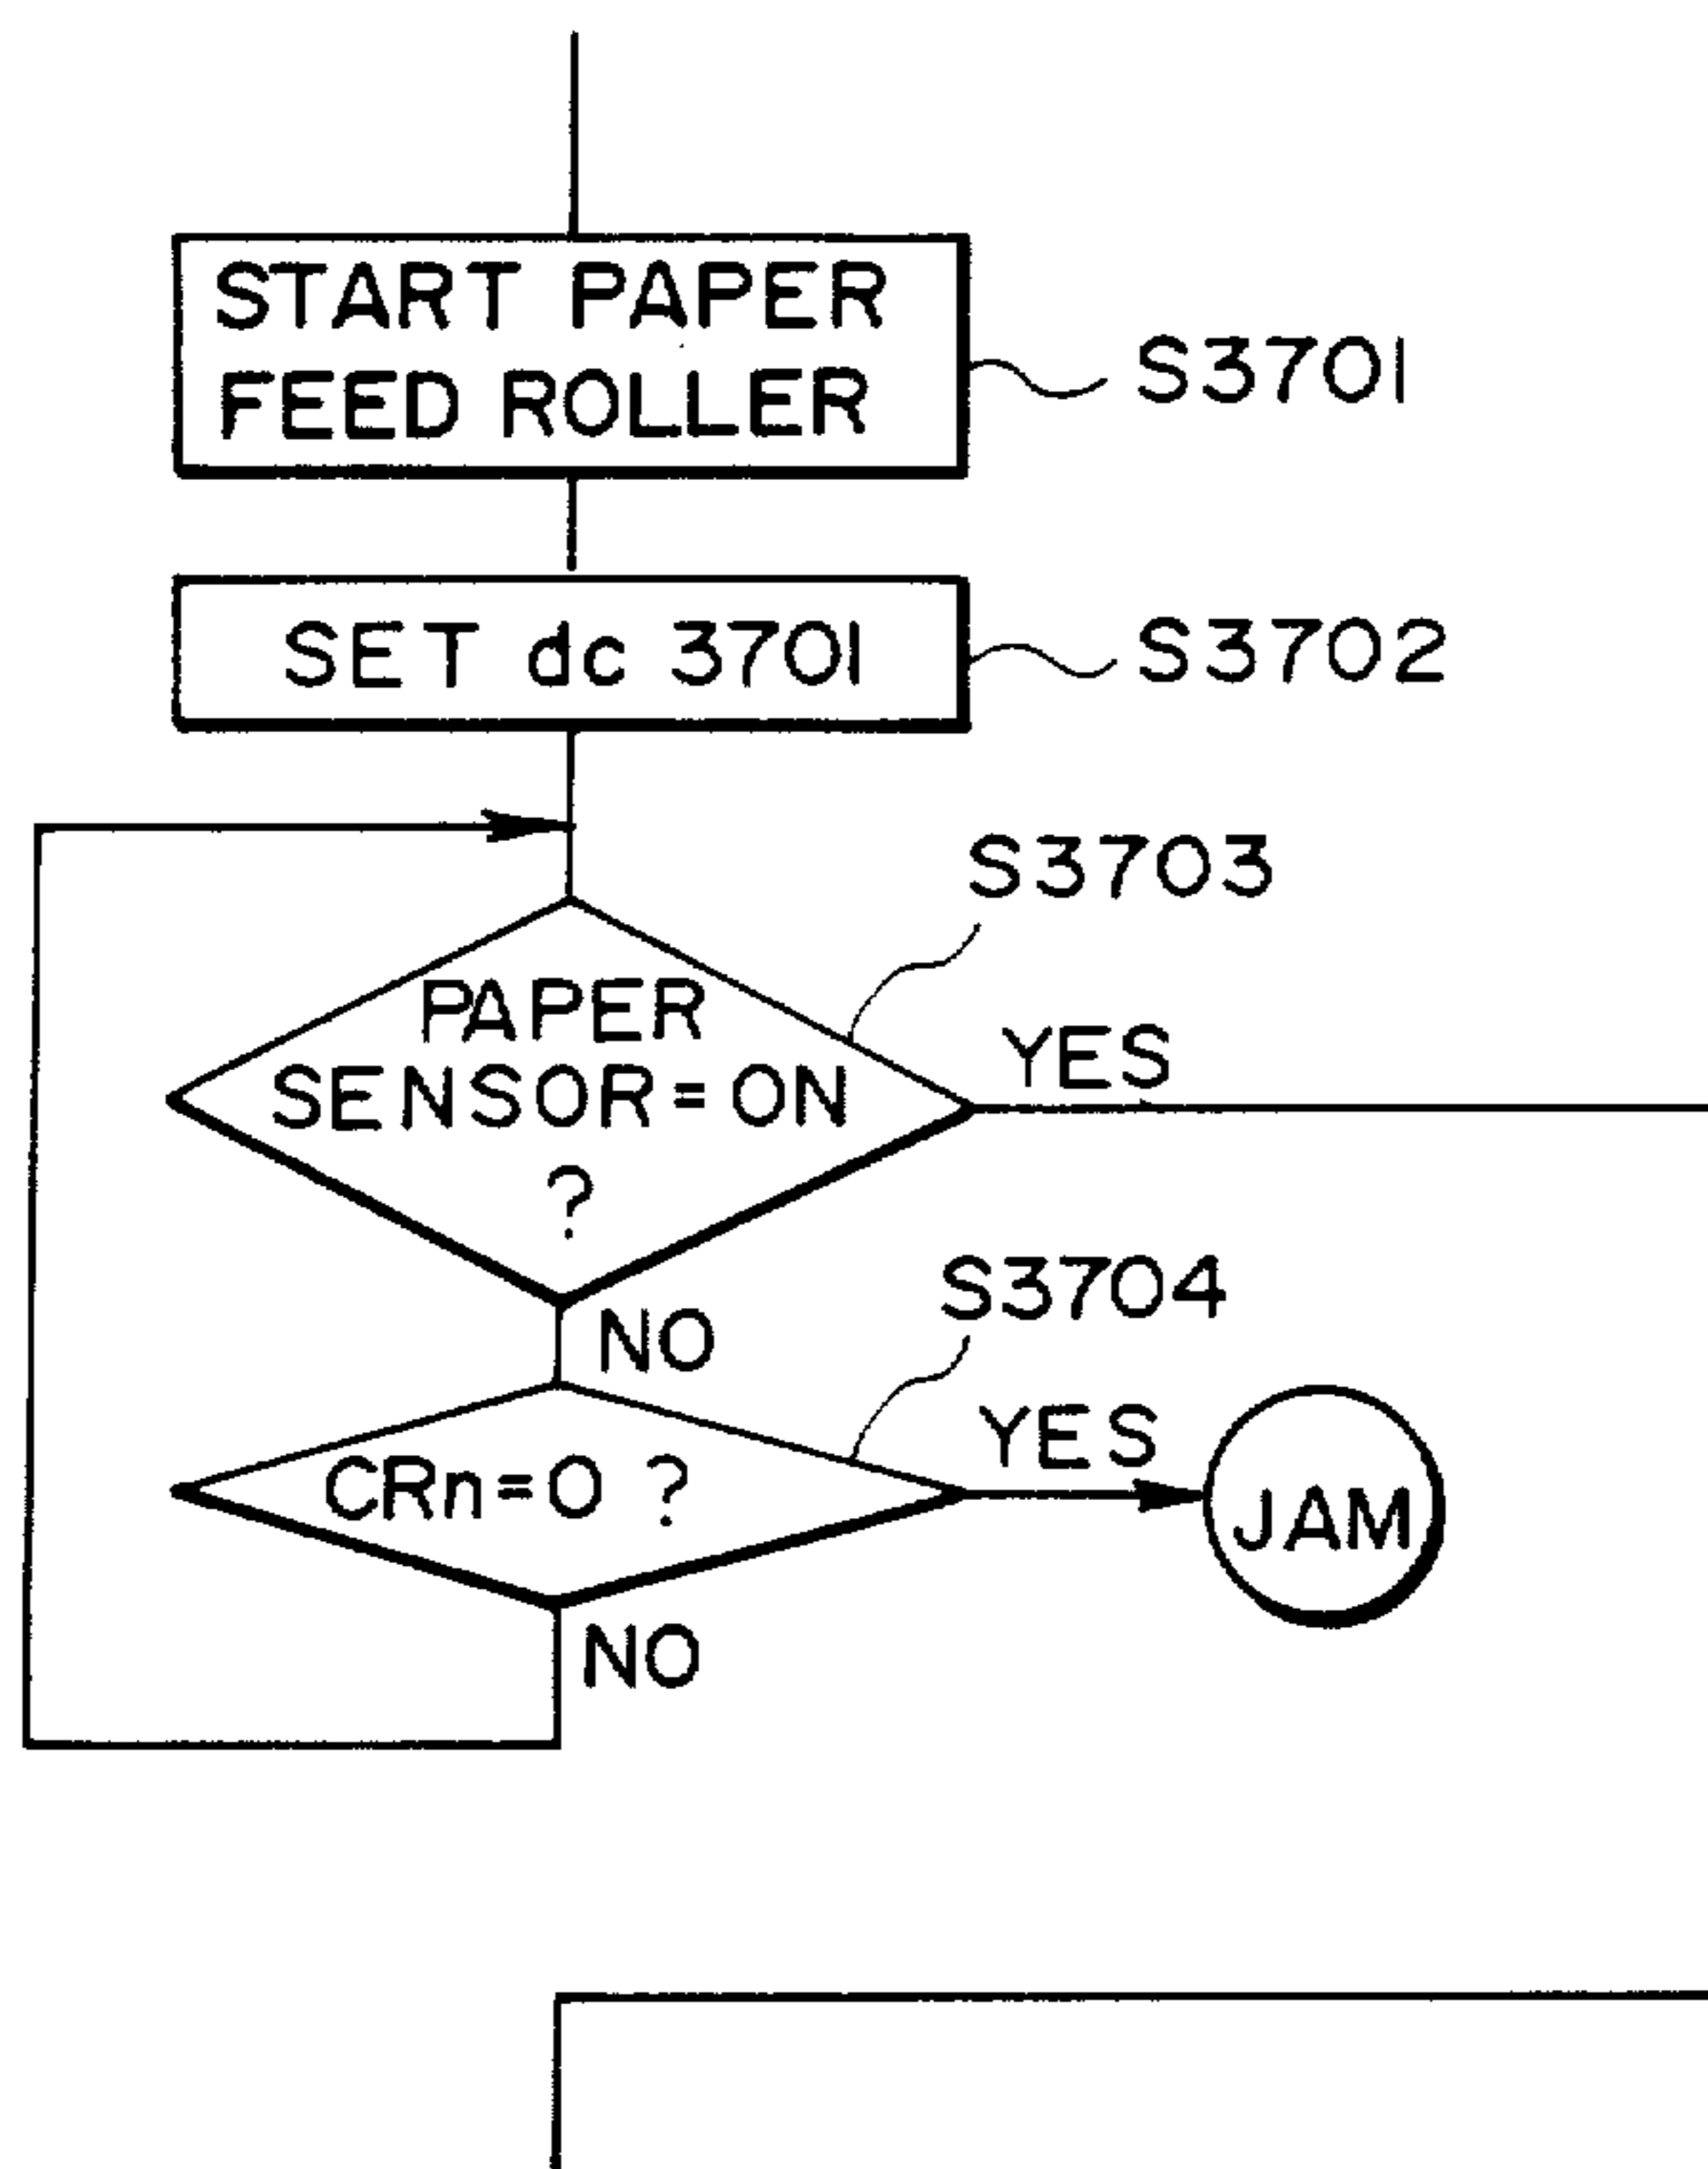 START PAPER
FEED ROLLER
S3701
SET dc 3701
S3702
S3703
PAPER
SENSOR=ON
?
YES
NO
S3704
CRn=0 ?
YES
JAM
NO